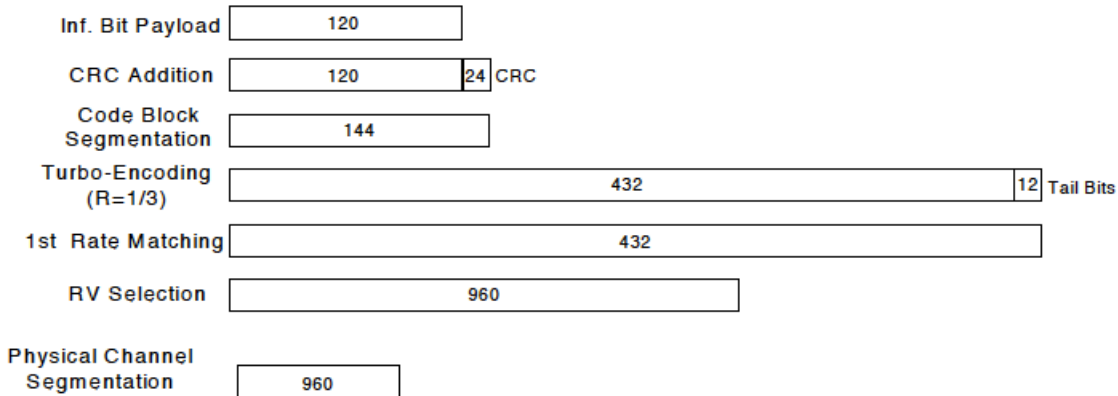 Inf. Bit Payload 120
CRC Addition 120 24 CRC
Code Block
Segmentation 144
Turbo-Encoding
(R=1/3) 432 12 Tail Bits
1st Rate Matching 432
RV Selection 960
Physical Channel
Segmentation 960